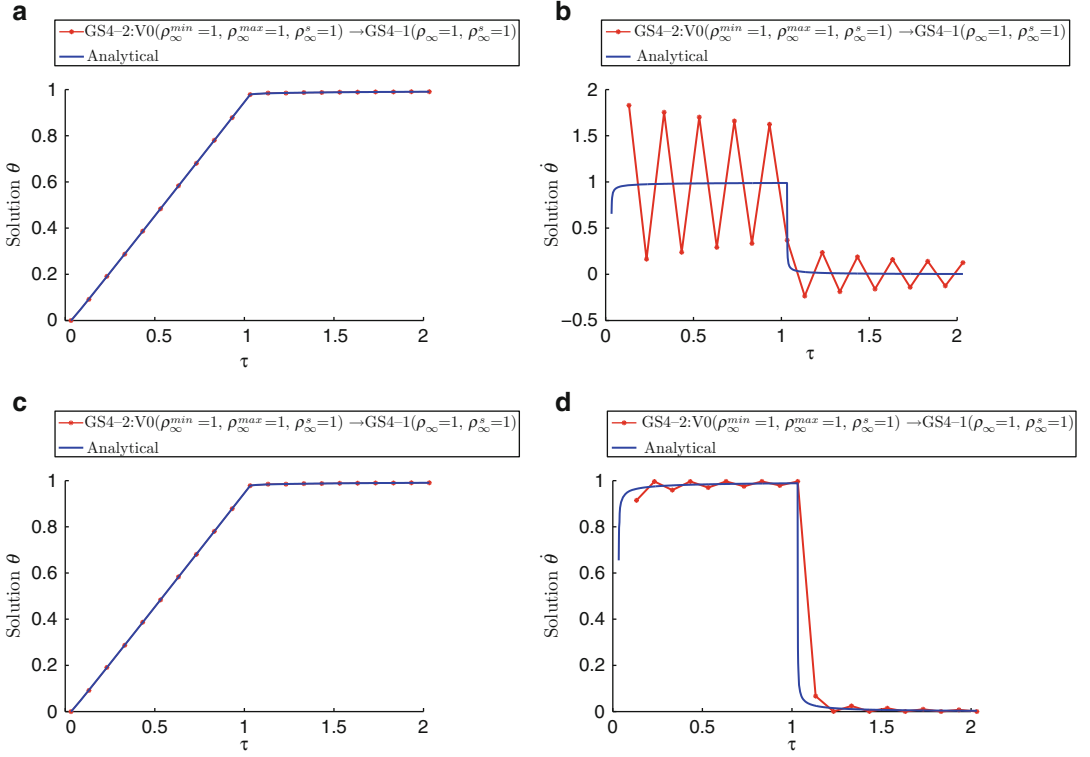 a
GS4–2:V0(ρ∞^min =1, ρ∞^max=1, ρ∞^s=1) →GS4–1(ρ∞=1, ρ∞^s=1)
Analytical
1
0.8
0.6
0.4
0.2
0
0
0.5
1
1.5
2
Solution θ
τ
b
GS4–2:V0(ρ∞^min =1, ρ∞^max=1, ρ∞^s=1) →GS4–1(ρ∞=1, ρ∞^s=1)
Analytical
2
1.5
1
0.5
0
−0.5
0
0.5
1
1.5
2
Solution θ̇
τ
c
GS4–2:V0(ρ∞^min =1, ρ∞^max=1, ρ∞^s=1) →GS4–1(ρ∞=1, ρ∞^s=1)
Analytical
1
0.8
0.6
0.4
0.2
0
0
0.5
1
1.5
2
Solution θ
τ
d
GS4–2:V0(ρ∞^min =1, ρ∞^max=1, ρ∞^s=1) →GS4–1(ρ∞=1, ρ∞^s=1)
Analytical
1
0.8
0.6
0.4
0.2
0
0
0.5
1
1.5
2
Solution θ̇
τ